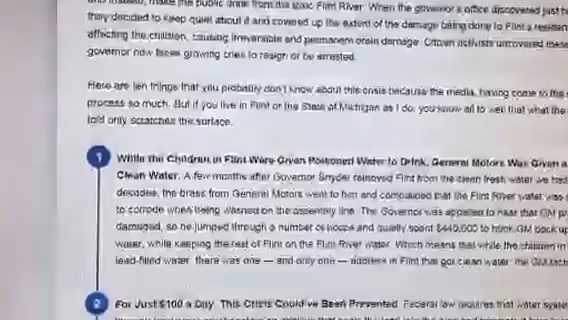 and instead, make the public drink from the toxic Flint River. When the governor's office discovered just h
they decided to keep quiet about it and covered up the extent of the damage being done to Flint's residen
affecting the children, causing irreversible and permanent brain damage. Citizen activists uncovered these
governor now faces growing cries to resign or be arrested.
Here are ten things that you probably don't know about this crisis because the media, having come to the s
process so much. But if you live in Flint or the State of Michigan as I do, you know all to well that what the
told only scratches the surface.
1 While the Children in Flint Were Given Poisoned Water to Drink, General Motors Was Given a
Clean Water. A few months after Governor Snyder removed Flint from the clean fresh water we had
decades, the brass from General Motors went to him and complained that the Flint River water was
to corrode when being washed on the assembly line. The Governor was appalled to hear that GM pr
damaged, so he jumped through a number of hoops and quietly spent $440,000 to hook GM back up
water, while keeping the rest of Flint on the Flint River water. Which means that while the children in
lead-filled water, there was one — and only one — address in Flint that got clean water: the GM fact
2 For Just $100 a Day, This Crisis Could've Been Prevented. Federal law requires that water system